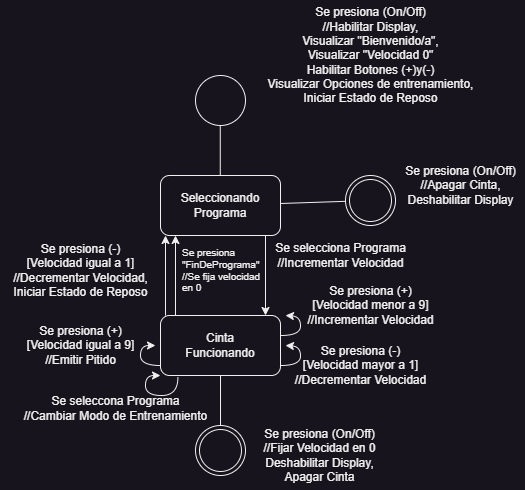 Se presiona (On/Off)
//Habilitar Display,
Visualizar "Bienvenido/a",
Visualizar "Velocidad 0"
Habilitar Botones (+)y(-)
Visualizar Opciones de entrenamiento,
Iniciar Estado de Reposo
Se presiona (On/Off)
//Apagar Cinta,
Deshabilitar Display
Seleccionando
Programa
Se presiona (-)
[Velocidad igual a 1]
//Decrementar Velocidad,
Iniciar Estado de Reposo
Se presiona
"FinDePrograma"
//Se fija velocidad
en 0
Se selecciona Programa
//Incrementar Velocidad
Se presiona (+)
[Velocidad menor a 9]
//Incrementar Velocidad
Se presiona (+)
[Velocidad igual a 9]
//Emitir Pitido
Cinta
Funcionando
Se presiona (-)
[Velocidad mayor a 1]
//Decrementar Velocidad
Se seleccona Programa
//Cambiar Modo de Entrenamiento
Se presiona (On/Off)
//Fijar Velocidad en 0
Deshabilitar Display,
Apagar Cinta